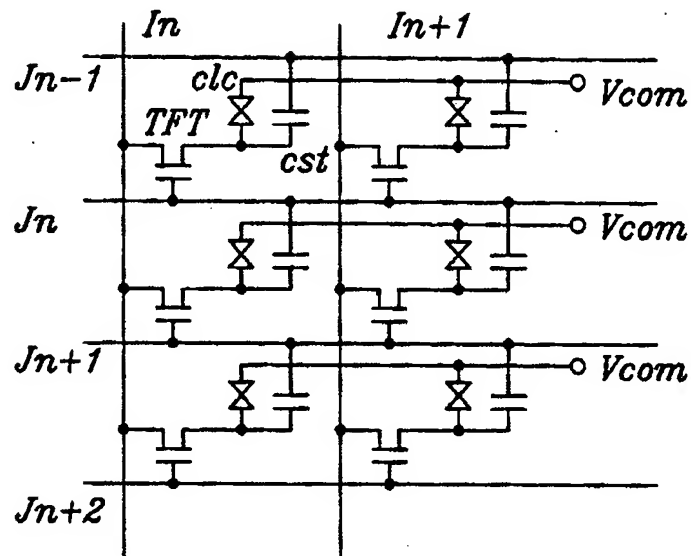 In In+1
Jn-1 clc Vcom
TFT
cst
Jn Vcom
Jn+1 Vcom
Jn+2